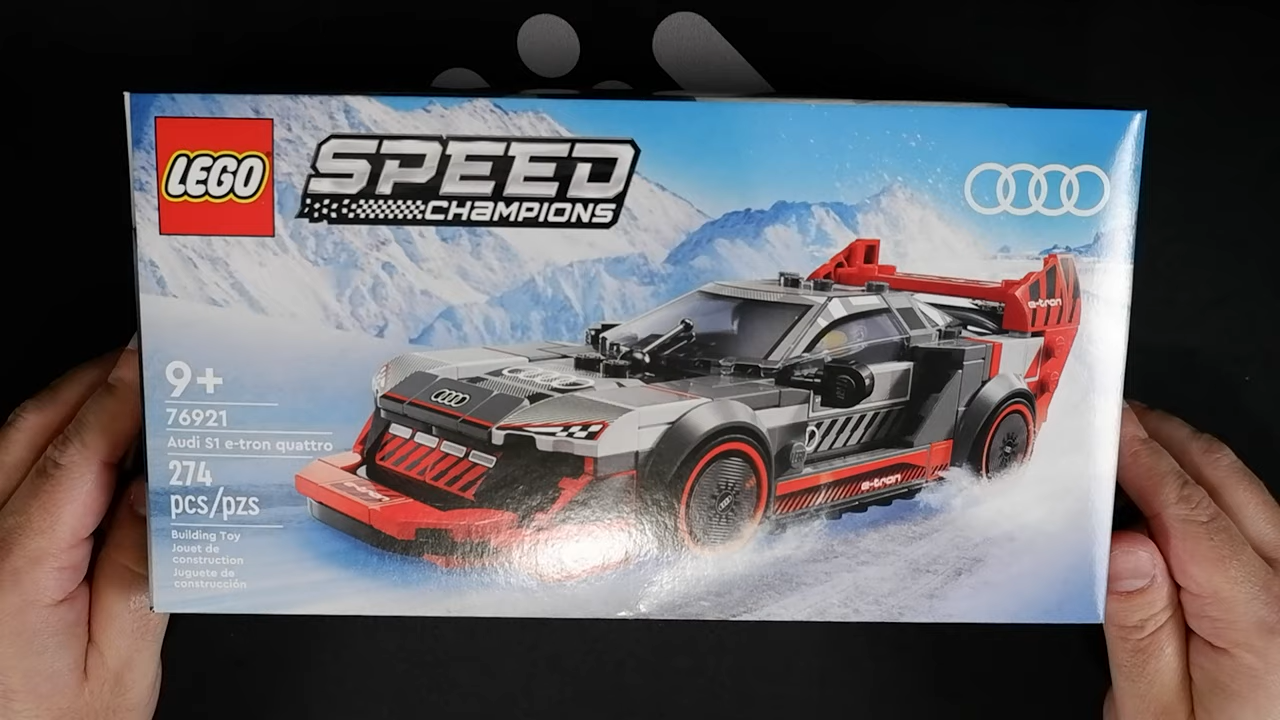 LEGO
SPEED
CHAMPIONS
9+
76921
Audi S1 e-tron quattro
274
pcs/pzs
Building Toy
Jouet de
construction
Juguete de
construcción
e-tron
e-tron
e-tron